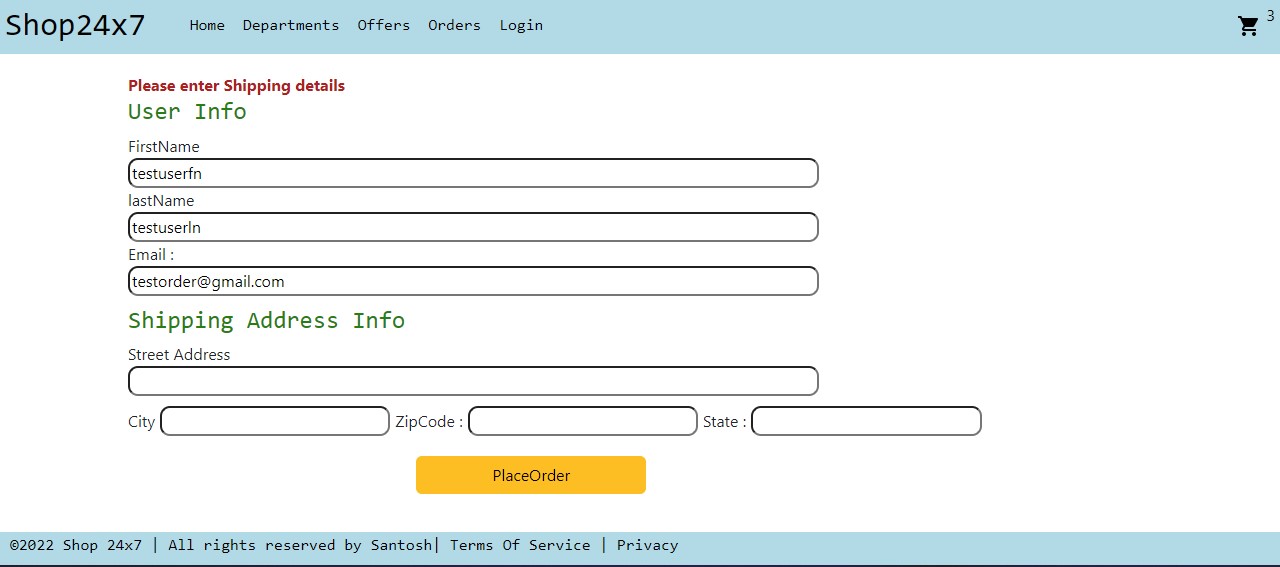 Shop24x7 Home Departments Offers Orders Login 3
Please enter Shipping details
User Info
FirstName
testuserfn
lastName
testuserln
Email :
testorder@gmail.com
Shipping Address Info
Street Address
City ZipCode : State :
PlaceOrder
©2022 Shop 24x7 | All rights reserved by Santosh| Terms Of Service | Privacy